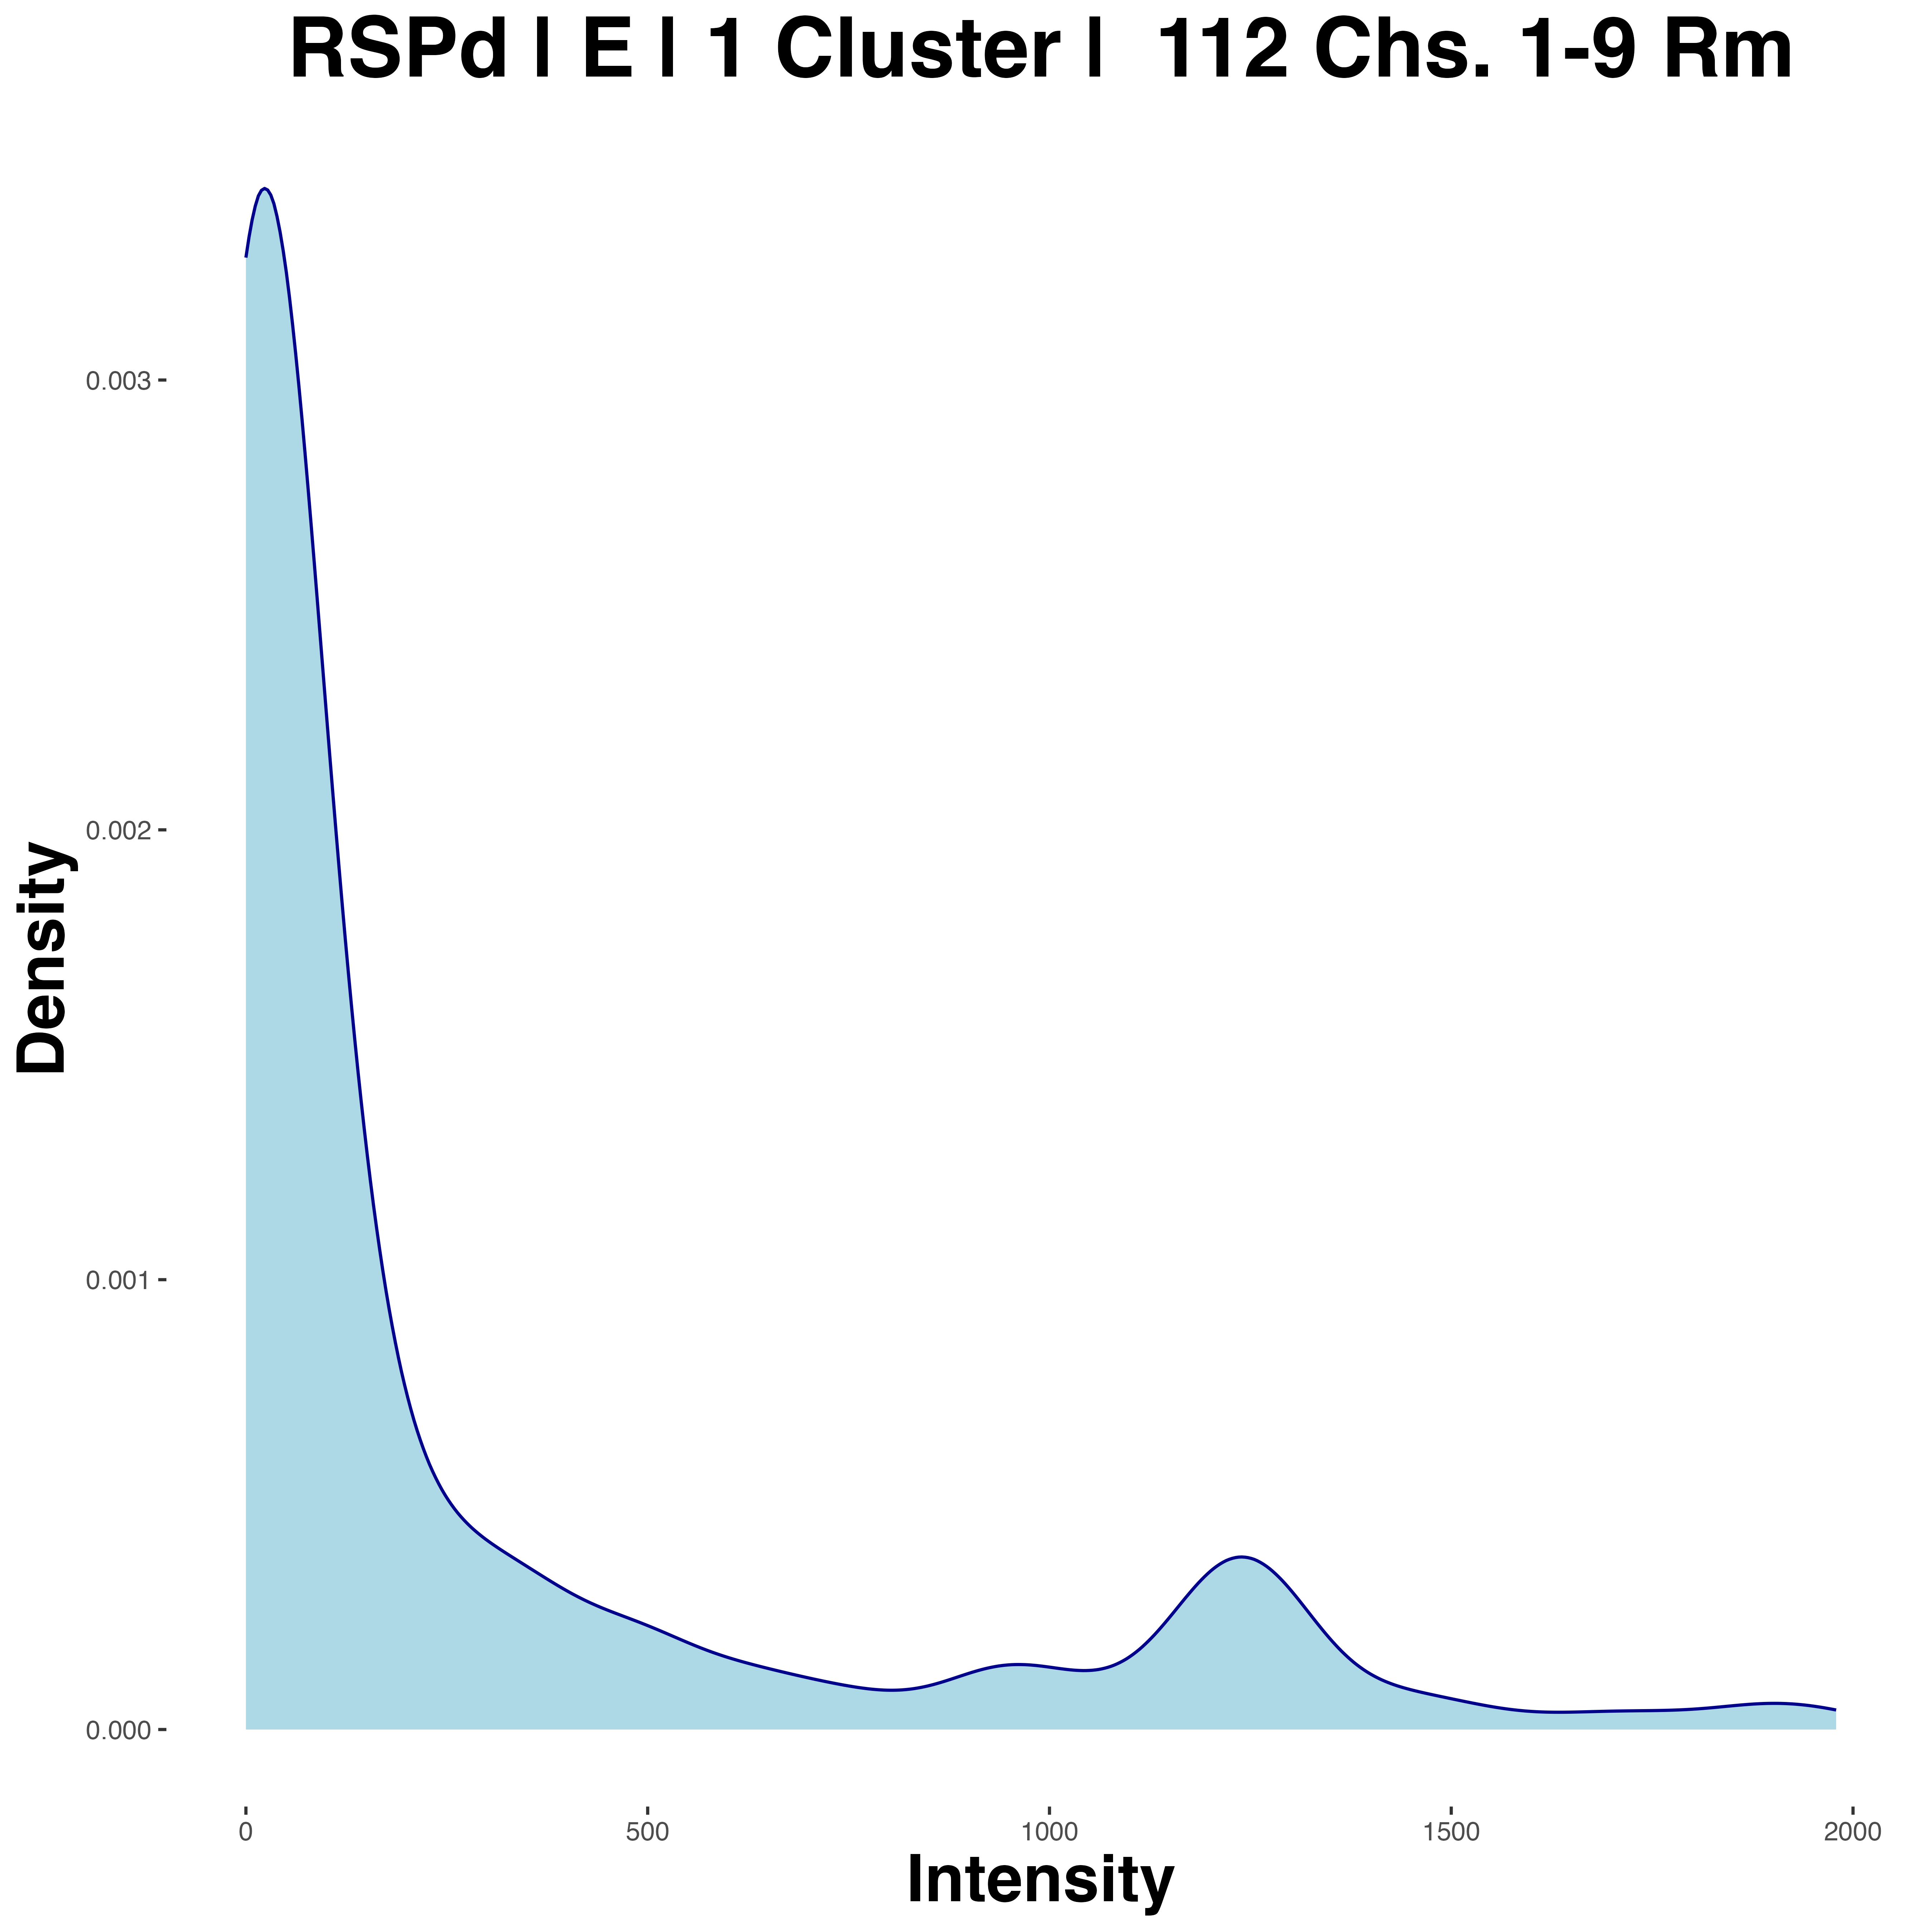 RSPd | E | 1 Cluster |  112 Chs. 1-9 Rm
0.003
0.002
0.001
0.000
Density
0 500 1000 1500 2000
Intensity